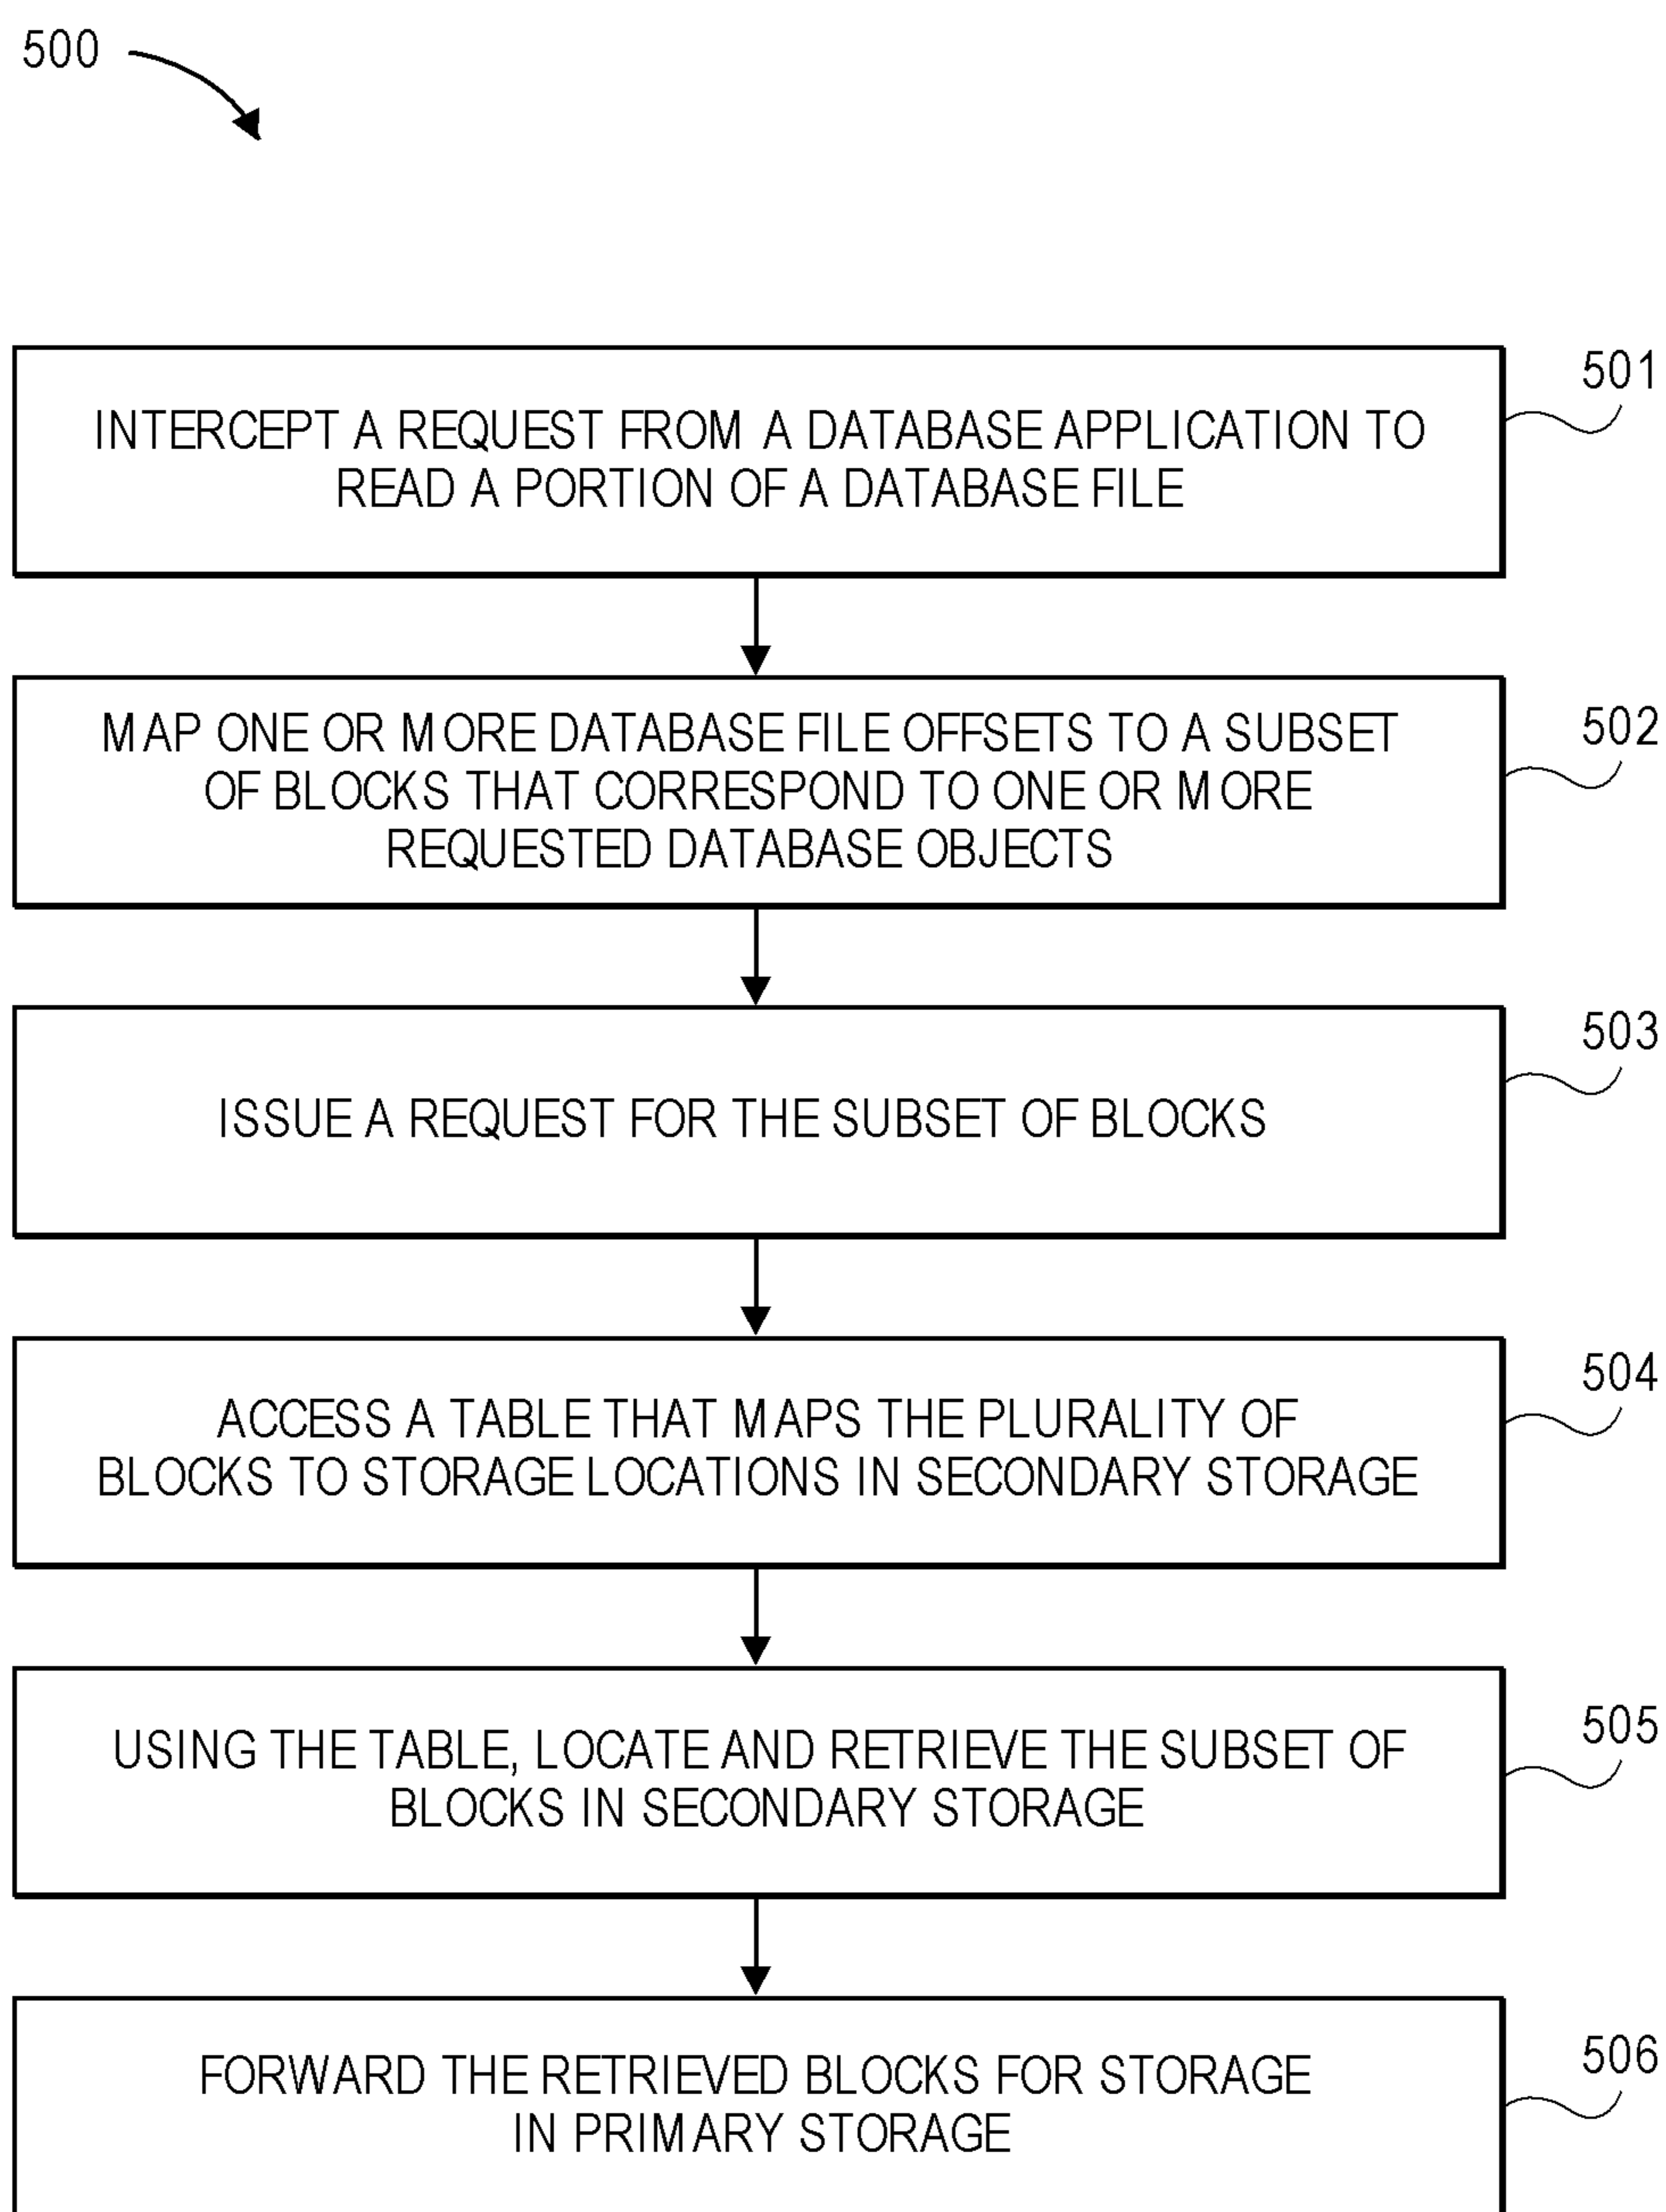 500
501
INTERCEPT A REQUEST FROM A DATABASE APPLICATION TO
READ A PORTION OF A DATABASE FILE
502
MAP ONE OR MORE DATABASE FILE OFFSETS TO A SUBSET
OF BLOCKS THAT CORRESPOND TO ONE OR MORE
REQUESTED DATABASE OBJECTS
503
ISSUE A REQUEST FOR THE SUBSET OF BLOCKS
504
ACCESS A TABLE THAT MAPS THE PLURALITY OF
BLOCKS TO STORAGE LOCATIONS IN SECONDARY STORAGE
505
USING THE TABLE, LOCATE AND RETRIEVE THE SUBSET OF
BLOCKS IN SECONDARY STORAGE
506
FORWARD THE RETRIEVED BLOCKS FOR STORAGE
IN PRIMARY STORAGE